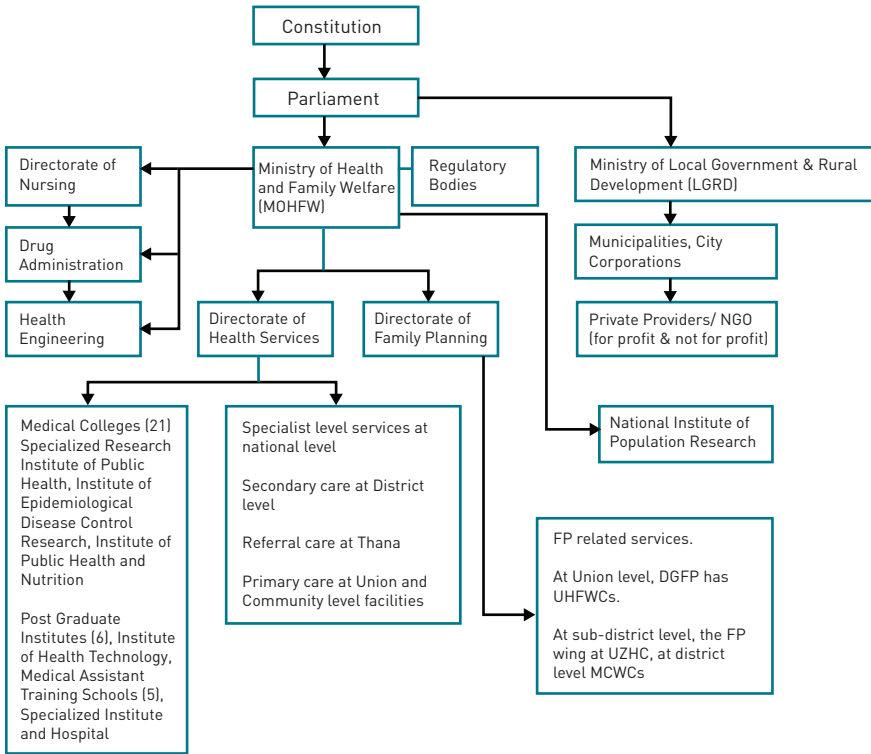 Constitution
Parliament
Directorate of
Nursing
Ministry of Health
and Family Welfare
(MOHFW)
Regulatory
Bodies
Ministry of Local Government & Rural
Development (LGRD)
Drug
Administration
Municipalities, City
Corporations
Health
Engineering
Directorate of
Health Services
Directorate of
Family Planning
Private Providers/ NGO
(for profit & not for profit)
Medical Colleges (21)
Specialized Research
Institute of Public
Health, Institute of
Epidemiological
Disease Control
Research, Institute of
Public Health and
Nutrition
Post Graduate
Institutes (6), Institute
of Health Technology,
Medical Assistant
Training Schools (5),
Specialized Institute
and Hospital
Specialist level services at
national level
Secondary care at District
level
Referral care at Thana
Primary care at Union and
Community level facilities
National Institute of
Population Research
FP related services.
At Union level, DGFP has
UHFWCs.
At sub-district level, the FP
wing at UZHC, at district
level MCWCs